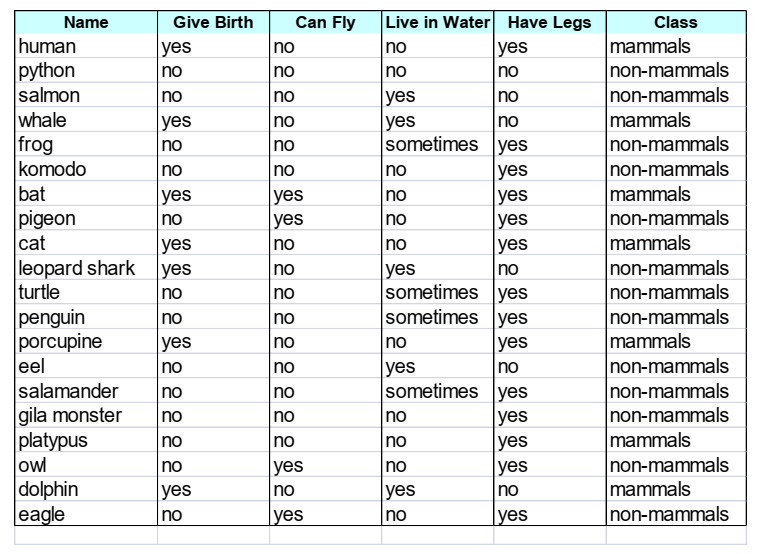 Name Give Birth Can Fly Live in Water Have Legs Class
human yes no no yes mammals
python no no no no non-mammals
salmon no no yes no non-mammals
whale yes no yes no mammals
frog no no sometimes yes non-mammals
komodo no no no yes non-mammals
bat yes yes no yes mammals
pigeon no yes no yes non-mammals
cat yes no no yes mammals
leopard shark yes no yes no non-mammals
turtle no no sometimes yes non-mammals
penguin no no sometimes yes non-mammals
porcupine yes no no yes mammals
eel no no yes no non-mammals
salamander no no sometimes yes non-mammals
gila monster no no no yes non-mammals
platypus no no no yes mammals
owl no yes no yes non-mammals
dolphin yes no yes no mammals
eagle no yes no yes non-mammals